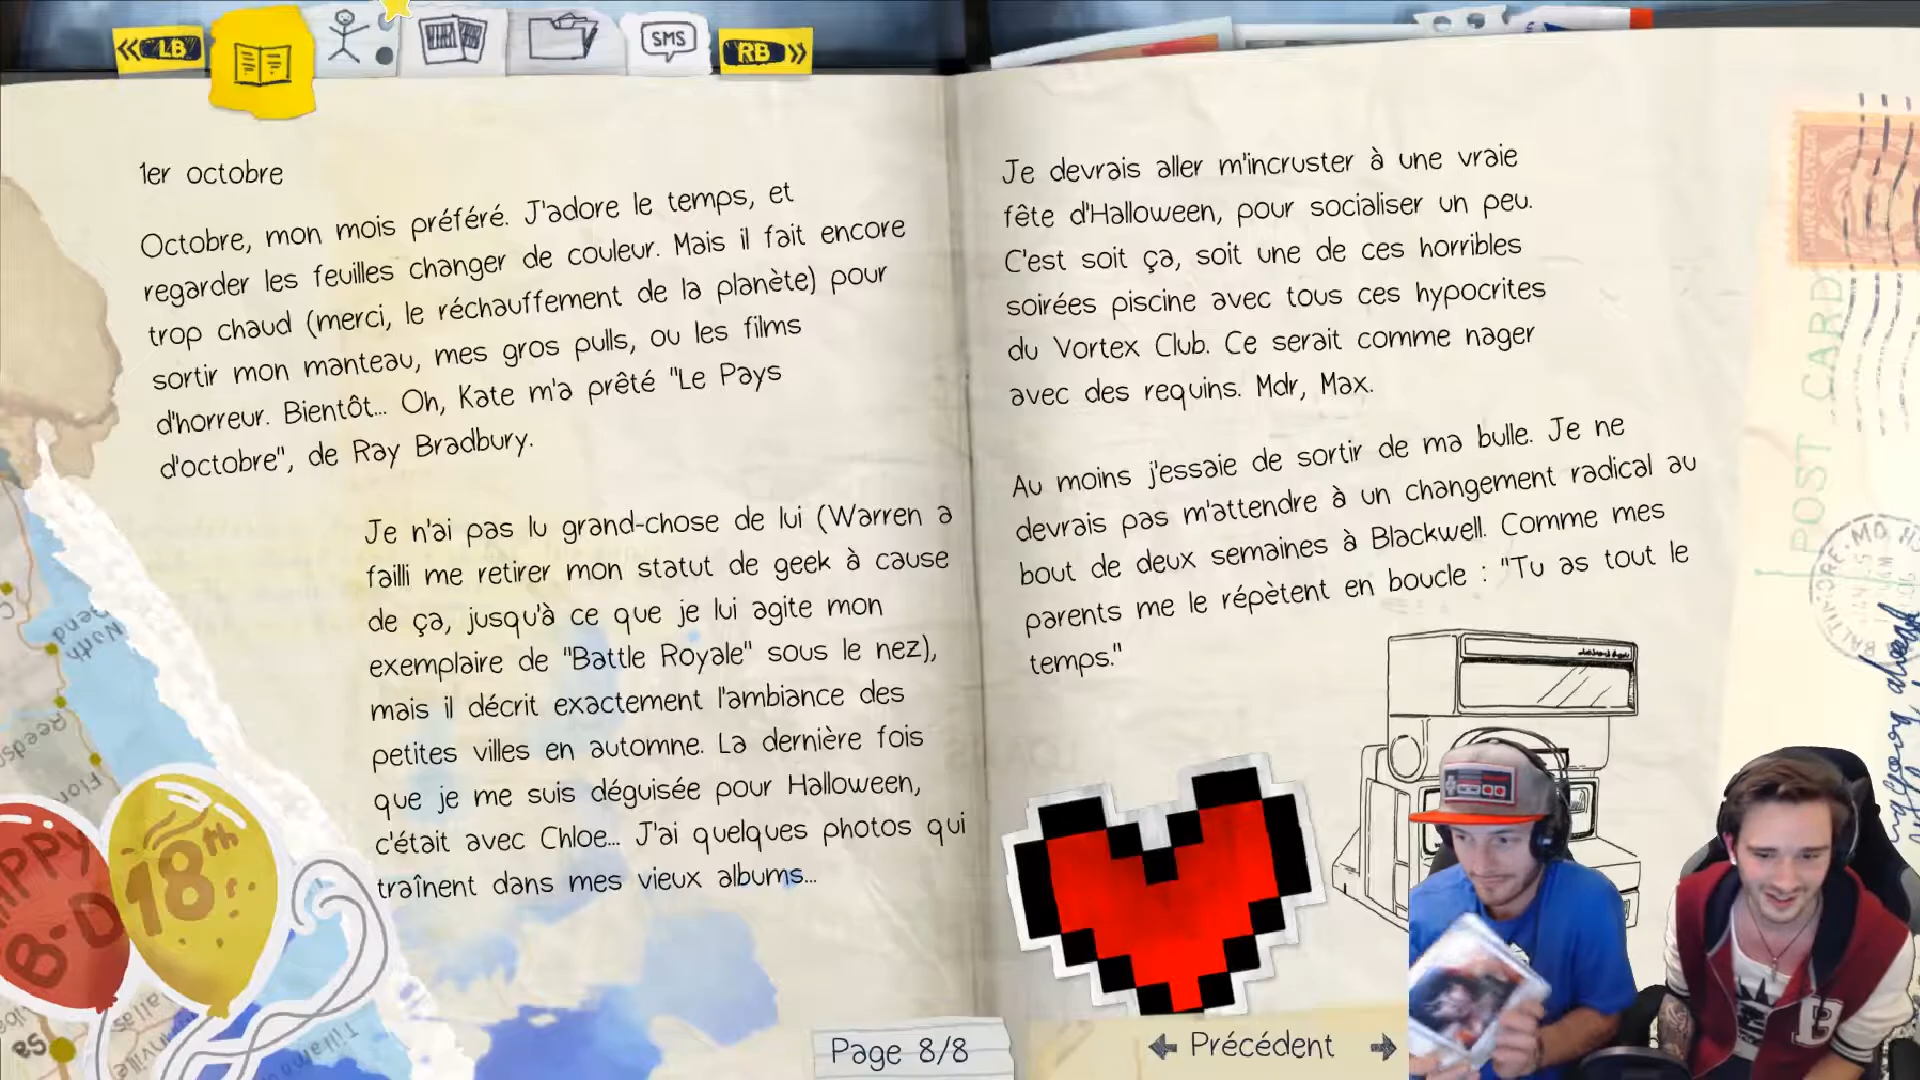 LB
SMS
RB
1er octobre
Octobre, mon mois préféré. J'adore le temps, et
regarder les feuilles changer de couleur. Mais il fait encore
trop chaud (merci, le réchauffement de la planète) pour
sortir mon manteau, mes gros pulls, ou les films
d'horreur. Bientôt... Oh, Kate m'a prêté "Le Pays
d'octobre", de Ray Bradbury.
Je n'ai pas lu grand-chose de lui (Warren a
failli me retirer mon statut de geek à cause
de ça, jusqu'à ce que je lui agite mon
exemplaire de "Battle Royale" sous le nez),
mais il décrit exactement l'ambiance des
petites villes en automne. La dernière fois
que je me suis déguisée pour Halloween,
c'était avec Chloe... J'ai quelques photos qui
traînent dans mes vieux albums...
Je devrais aller m'incruster à une vraie
fête d'Halloween, pour socialiser un peu.
C'est soit ça, soit une de ces horribles
soirées piscine avec tous ces hypocrites
du Vortex Club. Ce serait comme nager
avec des requins. Mdr, Max.
Au moins j'essaie de sortir de ma bulle. Je ne
devrais pas m'attendre à un changement radical au
bout de deux semaines à Blackwell. Comme mes
parents me le répètent en boucle : "Tu as tout le
temps."
POST CARD
North
Bend
18th
B-D
Page 8/8
Précédent